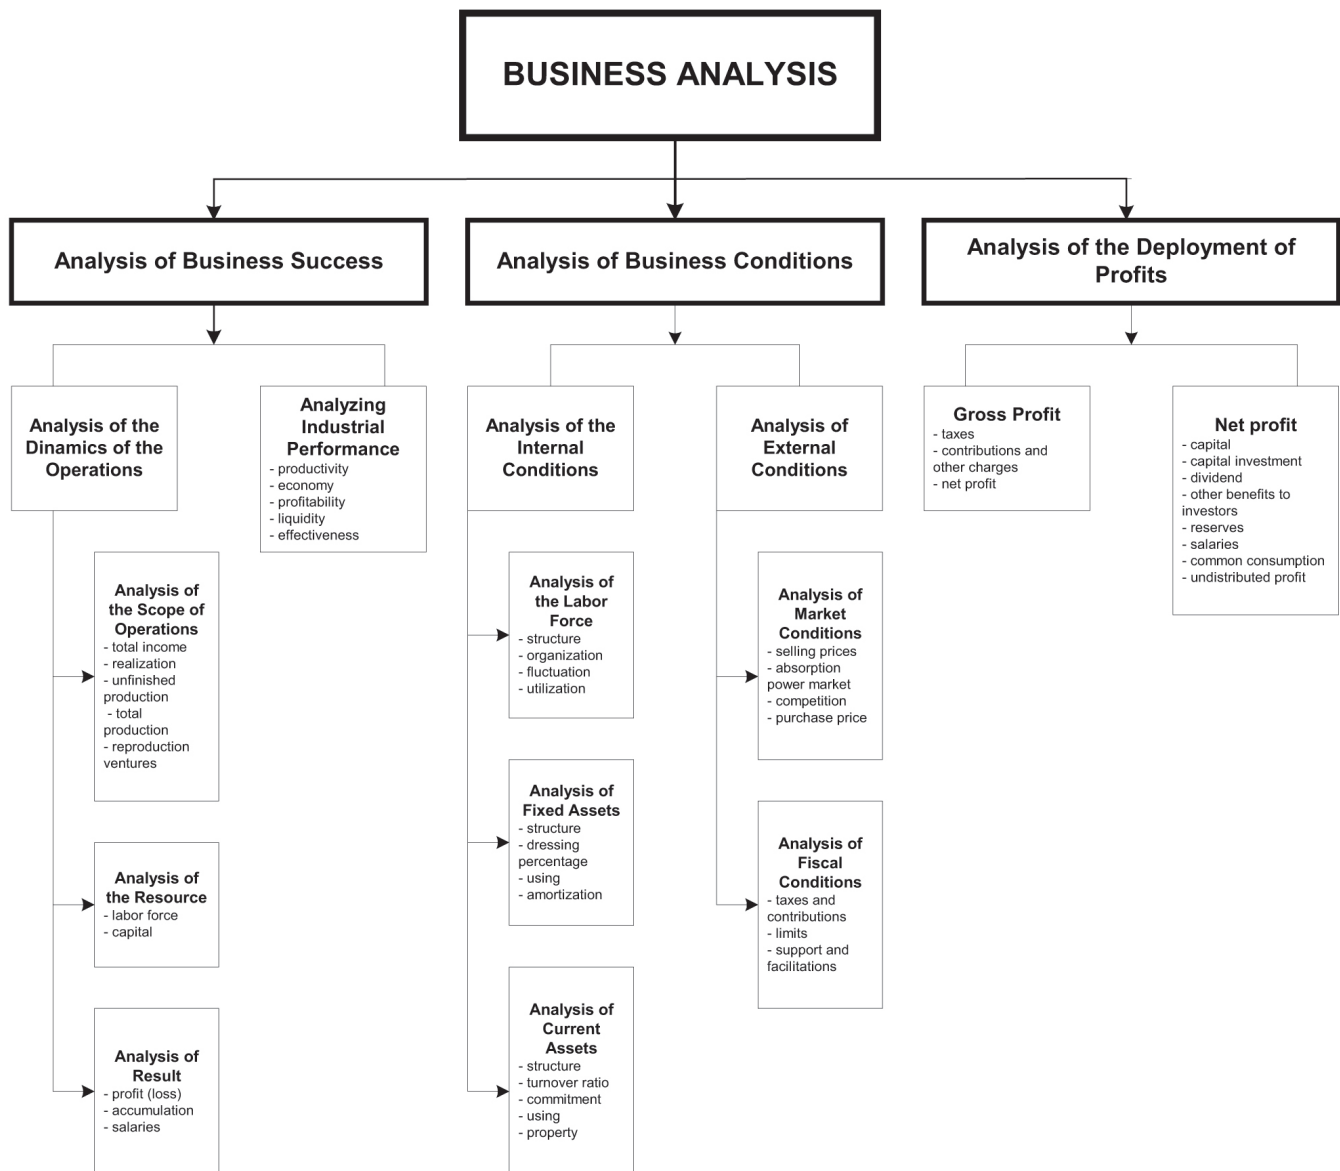 BUSINESS ANALYSIS
Analysis of Business Success
Analysis of Business Conditions
Analysis of the Deployment of
Profits
Analysis of the
Dinamics of the
Operations
Analyzing
Industrial
Performance
- productivity
- economy
- profitability
- liquidity
- effectiveness
Analysis of the
Internal
Conditions
Analysis of
External
Conditions
Gross Profit
- taxes
- contributions and
other charges
- net profit
Net profit
- capital
- capital investment
- dividend
- other benefits to
investors
- reserves
- salaries
- common consumption
- undistributed profit
Analysis of
the Scope of
Operations
- total income
- realization
- unfinished
production
- total
production
- reproduction
ventures
Analysis of
the Resource
- labor force
- capital
Analysis of
Result
- profit (loss)
- accumulation
- salaries
Analysis of
the Labor
Force
- structure
- organization
- fluctuation
- utilization
Analysis of
Fixed Assets
- structure
- dressing
percentage
- using
- amortization
Analysis of
Current
Assets
- structure
- turnover ratio
- commitment
- using
- property
Analysis of
Market
Conditions
- selling prices
- absorption
power market
- competition
- purchase price
Analysis of
Fiscal
Conditions
- taxes and
contributions
- limits
- support and
facilitations